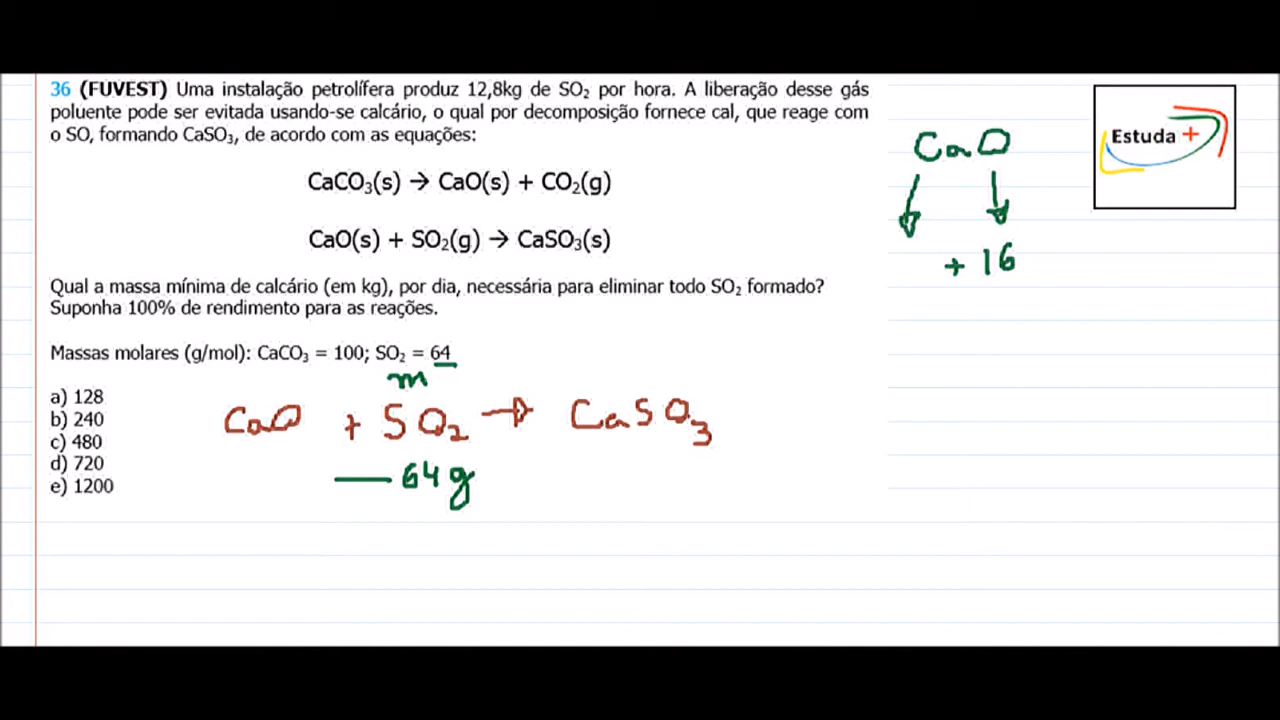 36 (FUVEST) Uma instalação petrolífera produz 12,8kg de SO₂ por hora. A liberação desse gás
poluente pode ser evitada usando-se calcário, o qual por decomposição fornece cal, que reage com
o SO, formando CaSO₃, de acordo com as equações:
CaCO₃(s) → CaO(s) + CO₂(g)
CaO(s) + SO₂(g) → CaSO₃(s)
Qual a massa mínima de calcário (em kg), por dia, necessária para eliminar todo SO₂ formado?
Suponha 100% de rendimento para as reações.
Massas molares (g/mol): CaCO₃ = 100; SO₂ = 64
a) 128
b) 240
c) 480
d) 720
e) 1200
m
CaO + SO₂ → CaSO₃
64g
CaO
+ 16
Estuda +